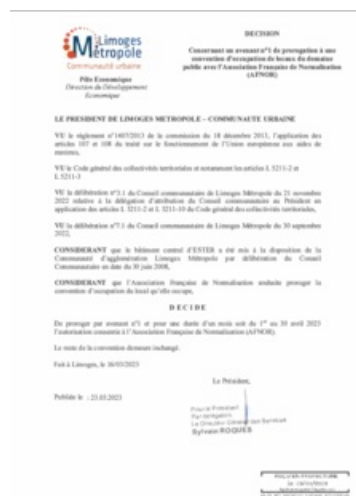 Limoges
Métropole
Communauté urbaine
Pôle Economique
Direction du Développement
Economique
DECISION
Concernant un avenant n°1 de prorogation à une
convention d'occupation de locaux du domaine
public avec l'Association Française de Normalisation
(AFNOR)
LE PRESIDENT DE LIMOGES METROPOLE – COMMUNAUTE URBAINE
VU le règlement n°1407/2013 de la commission du 18 décembre 2013, l'application des
articles 107 et 108 du traité sur le fonctionnement de l'Union européenne aux aides de
minimis,
VU le Code général des collectivités territoriales et notamment les articles L 5211-2 et
L 5211-3
VU la délibération n°3.1 du Conseil communautaire de Limoges Métropole du 21 novembre
2022 relative à la délégation d'attribution du Conseil communautaire au Président en
application des articles L 5211-2 et L 5211-10 du Code général des collectivités territoriales,
VU la délibération n°7.1 du Conseil communautaire de Limoges Métropole du 30 septembre
2022,
CONSIDERANT que le bâtiment central d'ESTER a été mis à la disposition de la
Communauté d'agglomération Limoges Métropole par délibération du Conseil
Communautaire en date du 30 juin 2008,
CONSIDERANT que l'Association Française de Normalisation souhaite proroger la
convention d'occupation du local qu'elle occupe,
DECIDE
De proroger par avenant n°1 et pour une durée d'un mois soit du 1er au 30 avril 2023
l'autorisation consentie à l'Association Française de Normalisation (AFNOR).
Le reste de la convention demeure inchangé.
Fait à Limoges, le 16/03/2023
Le Président,
Publiée le : 23.03.2023
Pour le Président
Par délégation
Le Directeur Général des Services
Sylvain ROQUES